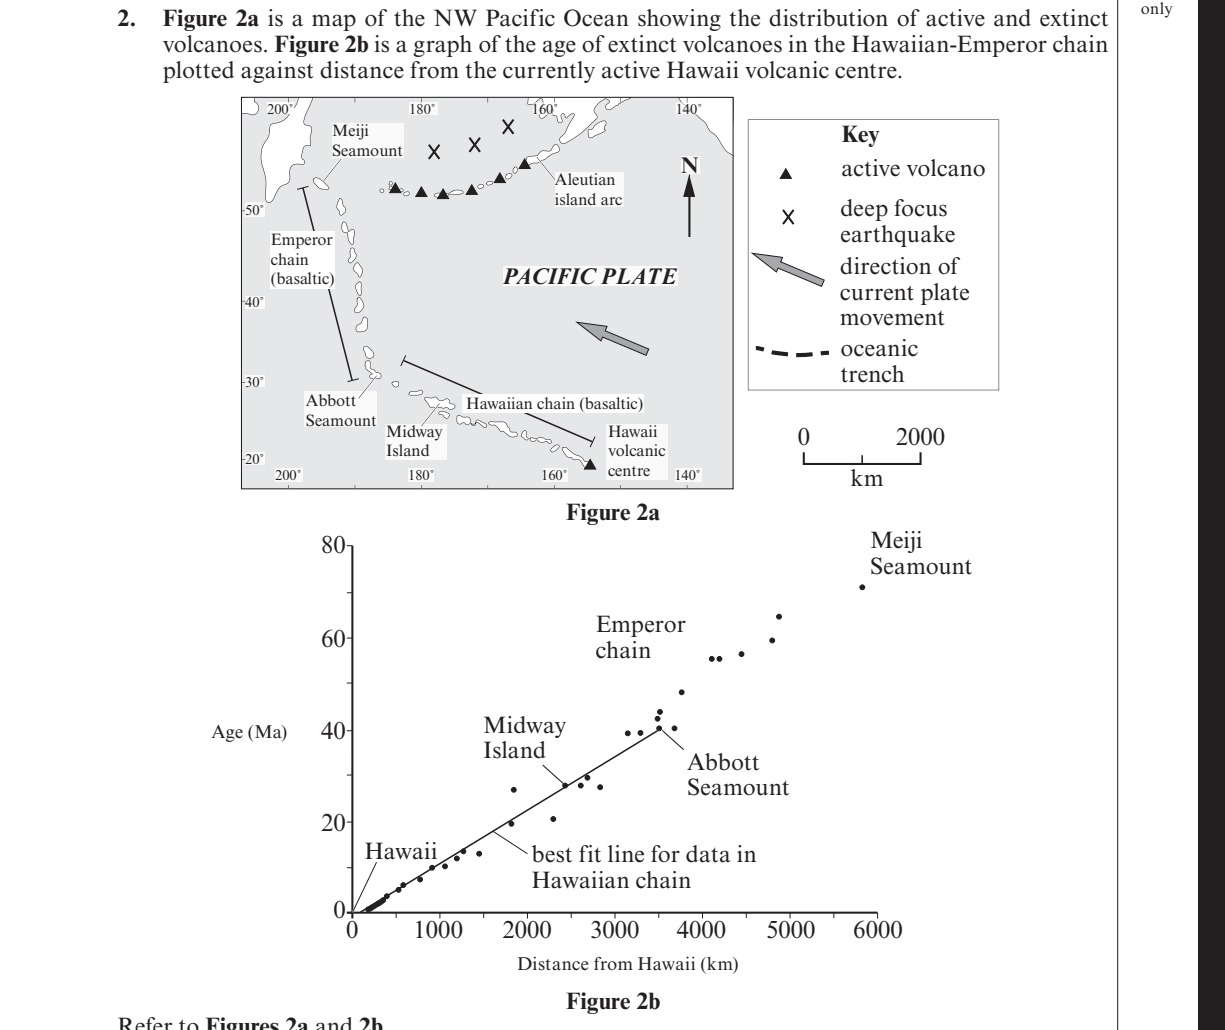 only
2. Figure 2a is a map of the NW Pacific Ocean showing the distribution of active and extinct
volcanoes. Figure 2b is a graph of the age of extinct volcanoes in the Hawaiian-Emperor chain
plotted against distance from the currently active Hawaii volcanic centre.
200° 180° 160° 140°
Meiji
Seamount
N
Aleutian
island arc
50°
Emperor
chain
(basaltic)
PACIFIC PLATE
40°
30°
Abbott
Seamount
Hawaiian chain (basaltic)
Midway
Island
Hawaii
volcanic
centre
20°
200° 180° 160° 140°
Key
active volcano
deep focus
earthquake
direction of
current plate
movement
oceanic
trench
0 2000
km
Figure 2a
80
60
40
20
0
Age (Ma)
Meiji
Seamount
Emperor
chain
Midway
Island
Abbott
Seamount
Hawaii
best fit line for data in
Hawaiian chain
0 1000 2000 3000 4000 5000 6000
Distance from Hawaii (km)
Figure 2b
Refer to Figures 2a and 2b